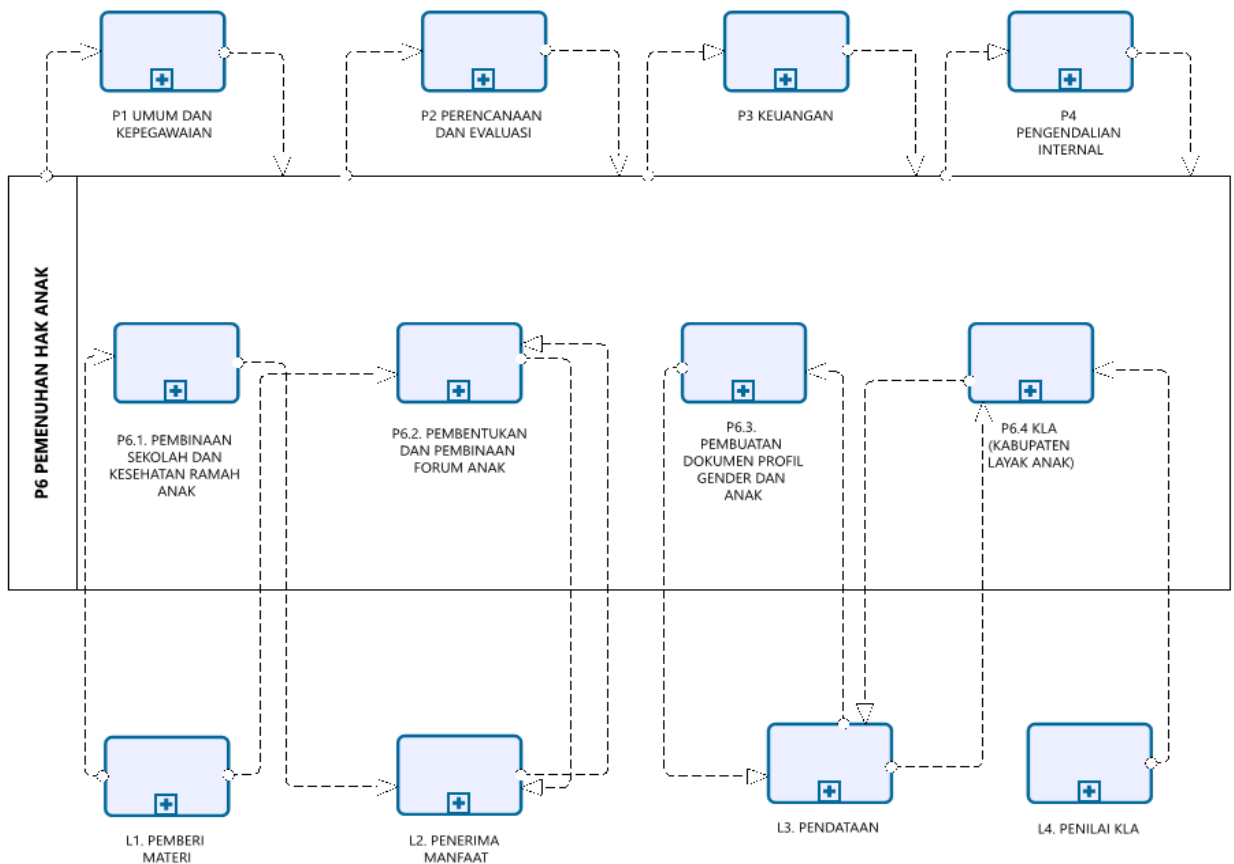 P1 UMUM DAN
KEPEGAWAIAN
P2 PERENCANAAN
DAN EVALUASI
P3 KEUANGAN
P4
PENGENDALIAN
INTERNAL
P6 PEMENUHAN HAK ANAK
P6.1. PEMBINAAN
SEKOLAH DAN
KESEHATAN RAMAH
ANAK
P6.2. PEMBENTUKAN
DAN PEMBINAAN
FORUM ANAK
P6.3.
PEMBUATAN
DOKUMEN PROFIL
GENDER DAN
ANAK
P6.4 KLA
(KABUPATEN
LAYAK ANAK)
L1. PEMBERI
MATERI
L2. PENERIMA
MANFAAT
L3. PENDATAAN
L4. PENILAI KLA